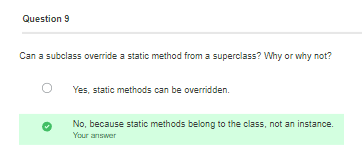 Question 9
Can a subclass override a static method from a superclass? Why or why not?
Yes, static methods can be overridden.
No, because static methods belong to the class, not an instance.
Your answer